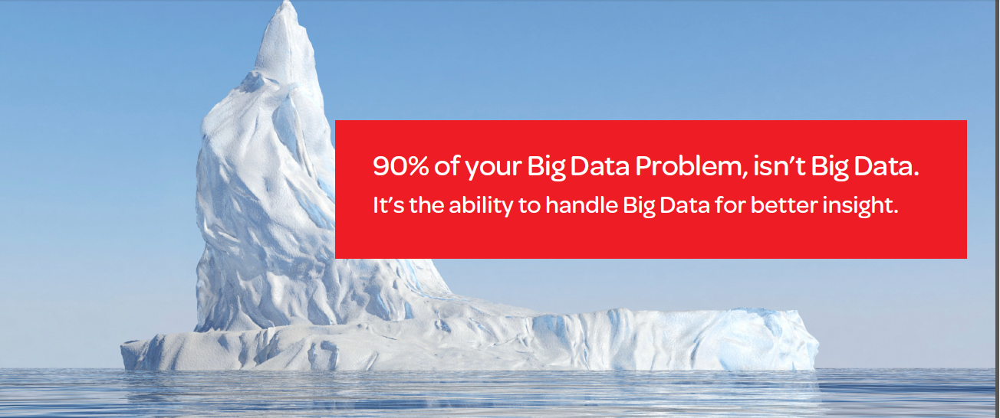 90% of your Big Data Problem, isn't Big Data.
It's the ability to handle Big Data for better insight.